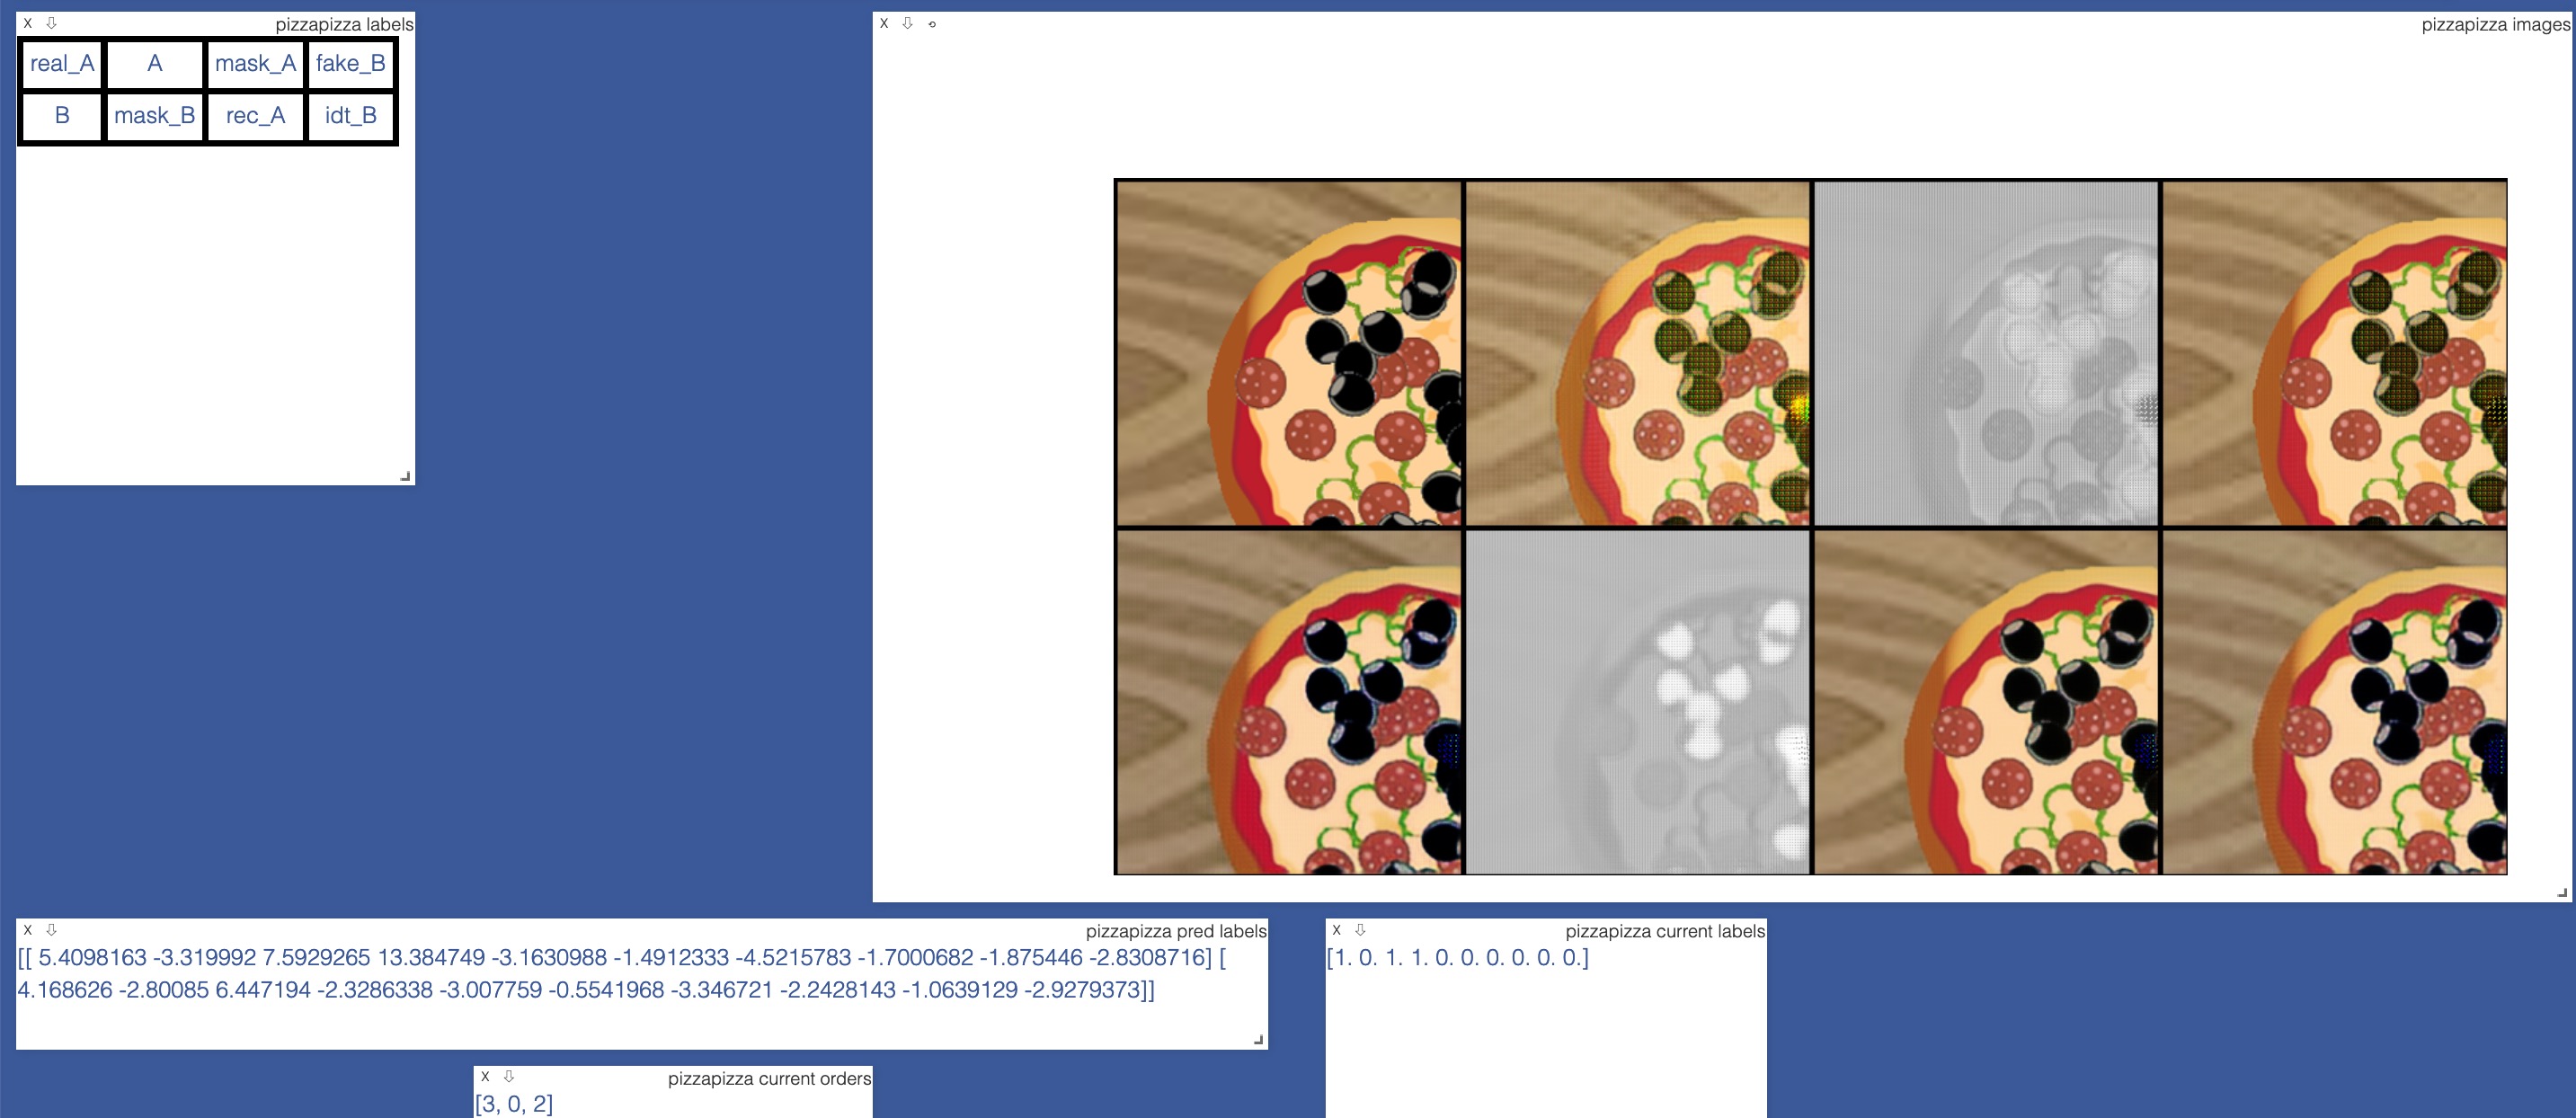 X ⇩ pizzapizza labels
real_A A mask_A fake_B
B mask_B rec_A idt_B
X ⇩ ⟲ pizzapizza images
X ⇩ pizzapizza pred labels
[[ 5.4098163 -3.319992 7.5929265 13.384749 -3.1630988 -1.4912333 -4.5215783 -1.7000682 -1.875446 -2.8308716] [
4.168626 -2.80085 6.447194 -2.3286338 -3.007759 -0.5541968 -3.346721 -2.2428143 -1.0639129 -2.9279373]]
X ⇩ pizzapizza current labels
[1. 0. 1. 1. 0. 0. 0. 0. 0. 0.]
X ⇩ pizzapizza current orders
[3, 0, 2]